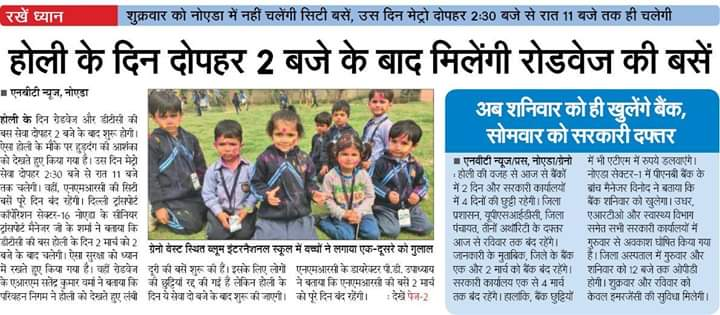 रखें ध्यान
शुक्रवार को नोएडा में नहीं चलेंगी सिटी बसें, उस दिन मेट्रो दोपहर 2:30 बजे से रात 11 बजे तक ही चलेगी
होली के दिन दोपहर 2 बजे के बाद मिलेंगी रोडवेज की बसें
■ एनबीटी न्यूज, नोएडा
होली के दिन रोडवेज और डीटीसी की
बस सेवा दोपहर 2 बजे के बाद शुरू होगी।
ऐसा होली के मौके पर हुड़दंग की आशंका
को देखते हुए किया गया है। उस दिन मेट्रो
सेवा दोपहर 2:30 बजे से रात 11 बजे
तक चलेगी। वहीं, एनएमआरसी की सिटी
बसें पूरे दिन बंद रहेंगी। दिल्ली ट्रांसपोर्ट
कॉर्पोरेशन सेक्टर-16 नोएडा के सीनियर
ट्रांसपोर्ट मैनेजर जो के शर्मा ने बताया कि
डीटीसी की बस होली के दिन 2 मार्च को 2
बजे के बाद चलेगी। ऐसा सुरक्षा को ध्यान
में रखते हुए किया गया है। वहीं रोडवेज
के एआरएम सतेंद्र कुमार वर्मा ने बताया कि
परिवहन निगम ने होली को देखते हुए लंबी
ग्रेनो वेस्ट स्थित ब्लूम इंटरनैशनल स्कूल में बच्चों ने लगाया एक-दूसरे को गुलाल
दूरी की बसें शुरू की हैं। इसके लिए लोगों
की छुट्टियां रद्द की गई हैं लेकिन होली के
दिन ये सेवा दो बजे के बाद शुरू की जाएगी।
एनएमआरसी के डायरेक्टर पी.डी. उपाध्याय
ने बताया कि एनएमआरसी की बसें 2 मार्च
को पूरे दिन बंद रहेंगी।
: देखें पेज-2
अब शनिवार को ही खुलेंगे बैंक,
सोमवार को सरकारी दफ्तर
■ एनबीटी न्यूज/प्रस, नोएडा/ग्रेनो
: होली की वजह से आज से बैंकों
में 2 दिन और सरकारी कार्यालयों
में 4 दिनों की छुट्टी रहेगी। जिला
प्रशासन, यूपीएसआईडीसी, जिला
पंचायत, तीनों अथॉरिटी के दफ्तर
आज से रविवार तक बंद रहेंगे।
जानकारी के मुताबिक, जिले के बैंक
एक और 2 मार्च को बैंक बंद रहेंगे।
सरकारी कार्यालय एक से 4 मार्च
तक बंद रहेंगे। हालांकि, बैंक छुट्टियों
में भी एटीएम में रुपये डलवाएंगे।
नोएडा सेक्टर-1 में पीएनबी बैंक के
ब्रांच मैनेजर विनोद ने बताया कि
बैंक शनिवार को खुलेगा। उधर,
एआरटीओ और स्वास्थ्य विभाग
समेत सभी सरकारी कार्यालयों में
गुरुवार से अवकाश घोषित किया गया
है। जिला अस्पताल में गुरुवार और
शनिवार को 12 बजे तक ओपीडी
होगी। शुक्रवार और रविवार को
केवल इमरजेंसी की सुविधा मिलेगी।